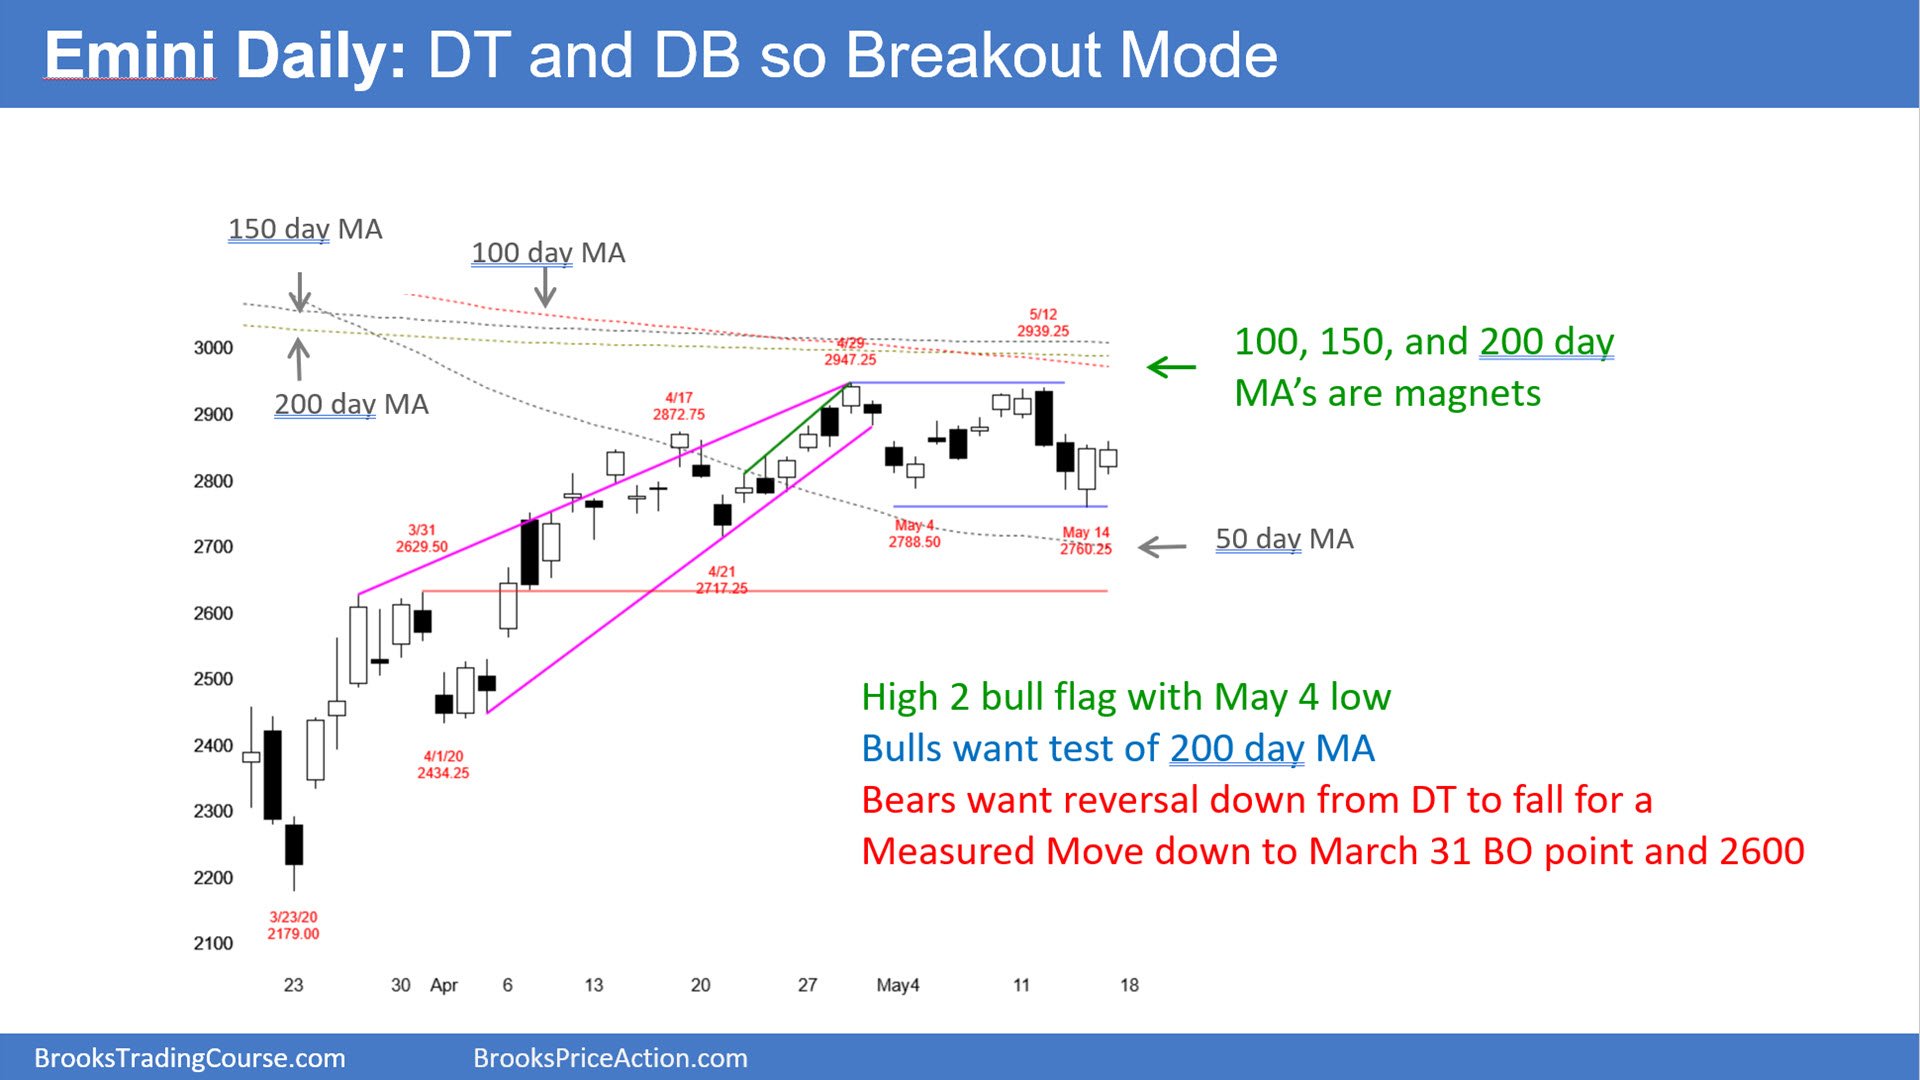 Emini Daily: DT and DB so Breakout Mode
150 day MA
100 day MA
200 day MA
5/12
2939.25
4/29
2947.25
4/17
2872.75
3/31
2629.50
4/21
2717.25
May 4
2788.50
May 14
2760.25
4/1/20
2434.25
3/23/20
2179.00
50 day MA
100, 150, and 200 day
MA's are magnets
3000
2900
2800
2700
2600
2500
2400
2300
2200
2100
High 2 bull flag with May 4 low
Bulls want test of 200 day MA
Bears want reversal down from DT to fall for a
Measured Move down to March 31 BO point and 2600
23 30 Apr 6 13 20 27 May4 11 18
BrooksTradingCourse.com BrooksPriceAction.com